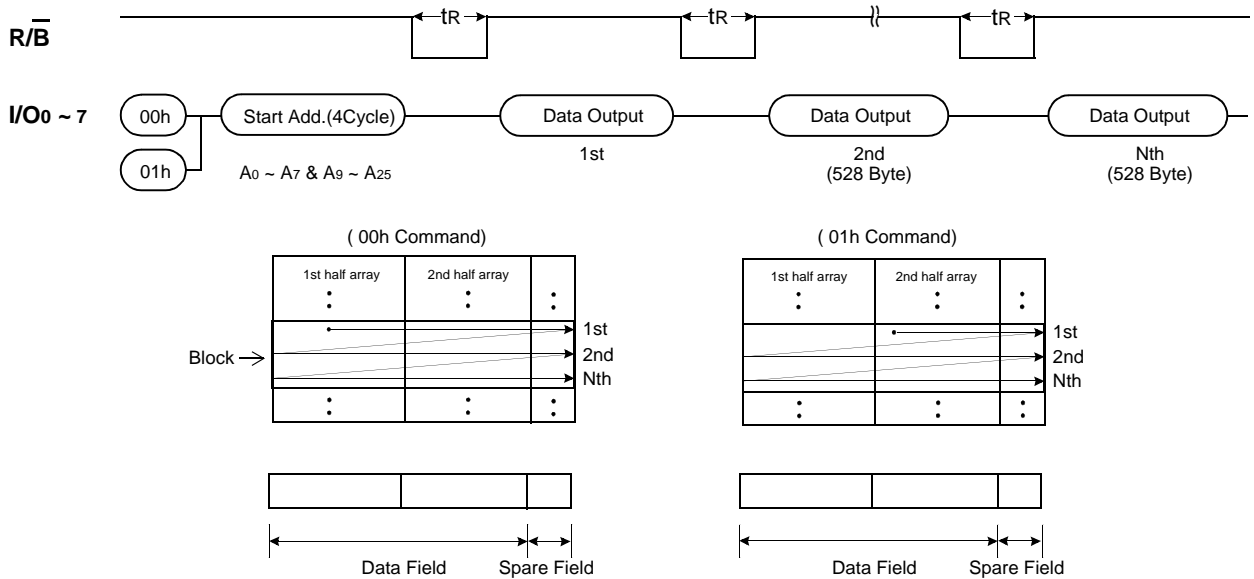 R/B
tR
tR
tR
I/O0 ~ 7
00h
Start Add.(4Cycle)
Data Output
Data Output
Data Output
01h
A0 ~ A7 & A9 ~ A25
1st
2nd
(528 Byte)
Nth
(528 Byte)
( 00h Command)
1st half array
2nd half array
Block
1st
2nd
Nth
Data Field
Spare Field
( 01h Command)
1st half array
2nd half array
1st
2nd
Nth
Data Field
Spare Field